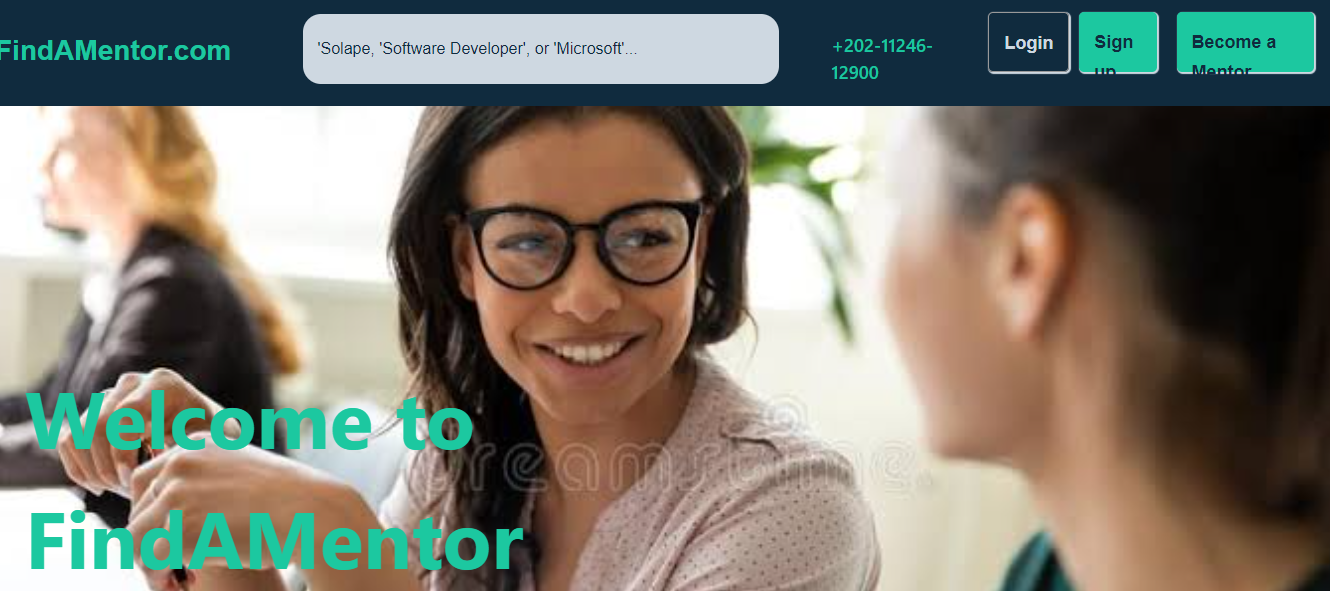 FindAMentor.com
'Solape, 'Software Developer', or 'Microsoft'...
+202-11246-
12900
Login
Sign
up
Become a
Mentor
Welcome to
FindAMentor
dreamstime.